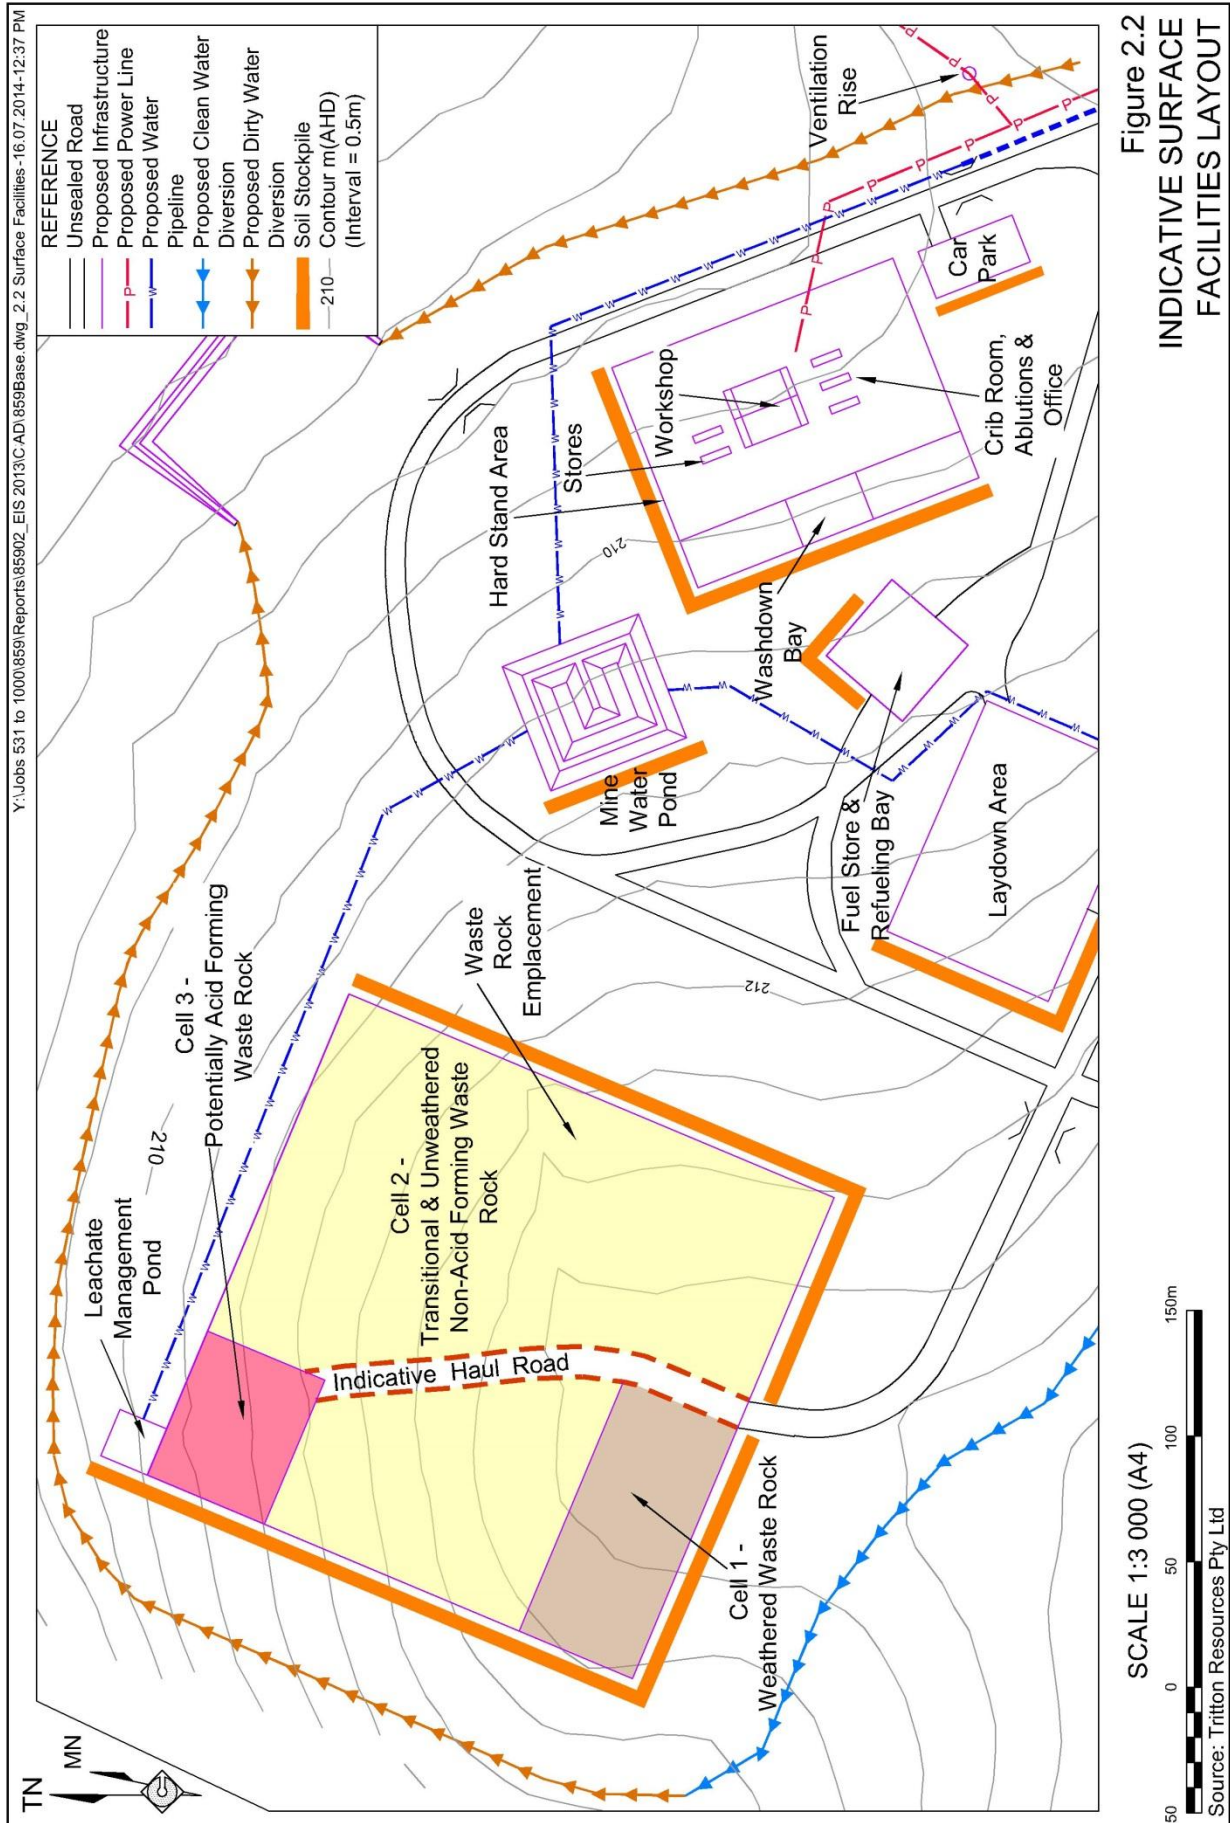 Y:\Jobs 531 to 1000\859\Reports\85902_EIS 2013\CAD\859Base.dwg_2.2 Surface Facilities-16.07.2014-12:37 PM
REFERENCE
Unsealed Road
Proposed Infrastructure
P
Proposed Power Line
W
Proposed Water
Pipeline
Proposed Clean Water
Diversion
Proposed Dirty Water
Diversion
Soil Stockpile
210
Contour m(AHD)
(Interval = 0.5m)
TN
MN
Leachate
Management
Pond
210
Cell 3 -
Potentially Acid Forming
Waste Rock
Cell 2 -
Transitional & Unweathered
Non-Acid Forming Waste
Rock
Waste
Rock
Emplacement
Indicative Haul Road
Cell 1 -
Weathered Waste Rock
212
Mine
Water
Pond
Hard Stand Area
Stores
210
Workshop
Washdown
Bay
Crib Room,
Ablutions &
Office
Car
Park
Ventilation
Rise
Fuel Store &
Refueling Bay
Laydown Area
SCALE 1:3 000 (A4)
50
0
50
100
150m
Source: Tritton Resources Pty Ltd
Figure 2.2
INDICATIVE SURFACE
FACILITIES LAYOUT